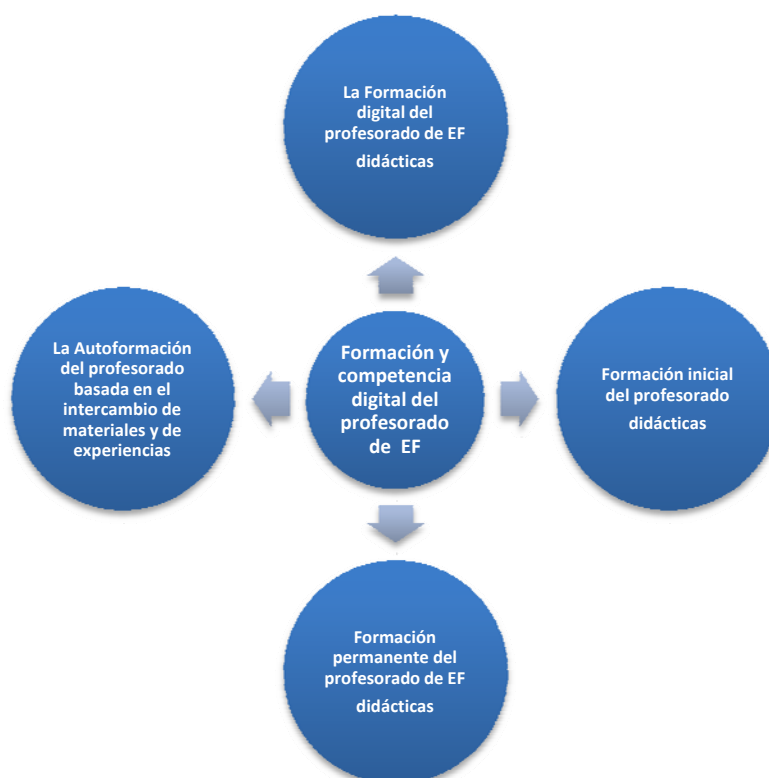 La Formación
digital del
profesorado de EF
didácticas
La Autoformación
del profesorado
basada en el
intercambio de
materiales y de
experiencias
Formación y
competencia
digital del
profesorado
de EF
Formación inicial
del profesorado
didácticas
Formación
permanente del
profesorado de EF
didácticas